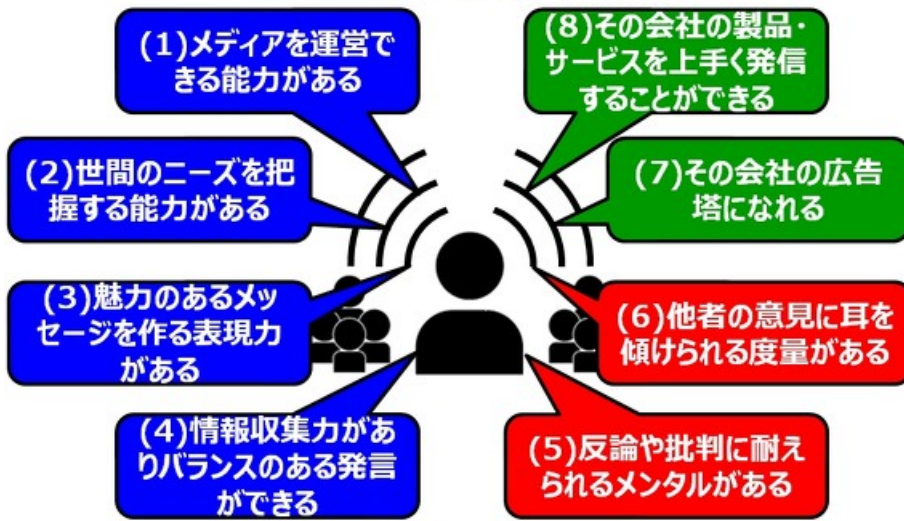 (1)メディアを運営で
きる能力がある
(2)世間のニーズを把
握する能力がある
(3)魅力のあるメッ
セージを作る表現力
がある
(4)情報収集力があ
りバランスのある発言
ができる
(5)反論や批判に耐え
られるメンタルがある
(6)他者の意見に耳を
傾けられる度量がある
(7)その会社の広告
塔になれる
(8)その会社の製品・
サービスを上手く発信
することができる